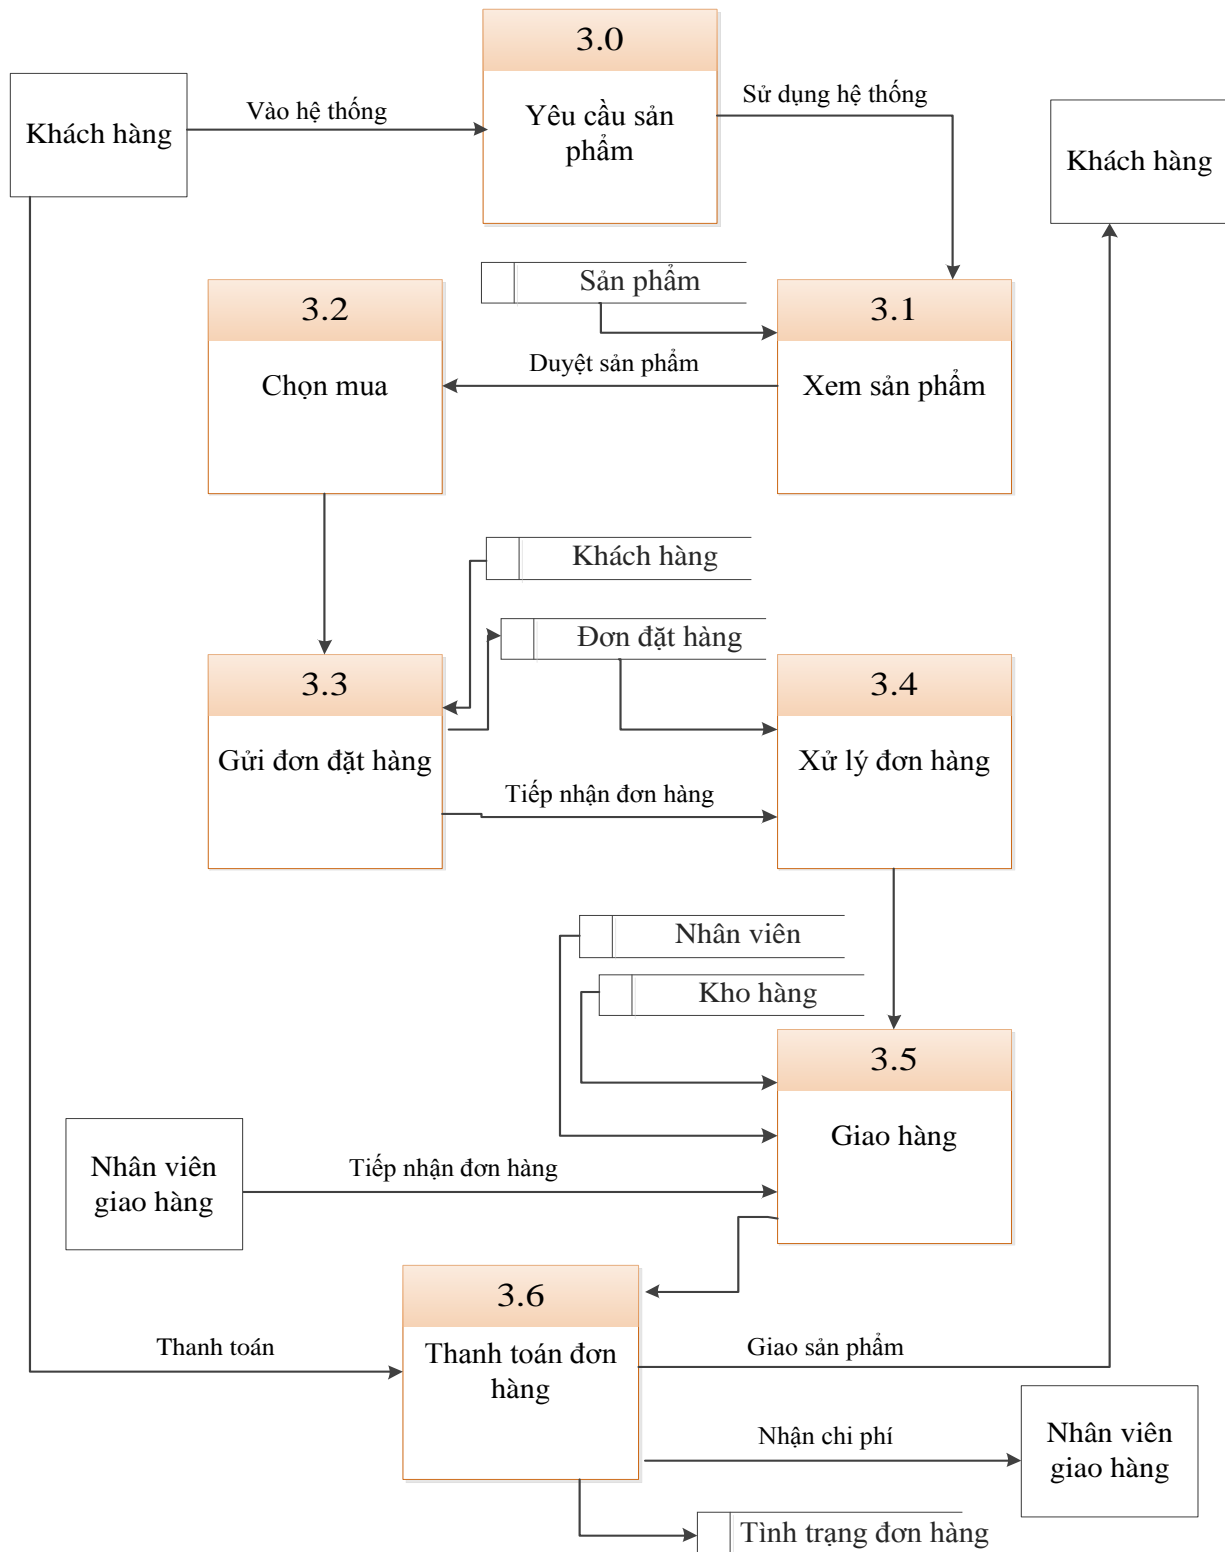 3.0
Khách hàng
Vào hệ thống
Yêu cầu sản
phẩm
Sử dụng hệ thống
Khách hàng
Sản phẩm
3.2
Chọn mua
Duyệt sản phẩm
3.1
Xem sản phẩm
Khách hàng
Đơn đặt hàng
3.3
Gửi đơn đặt hàng
3.4
Xử lý đơn hàng
Tiếp nhận đơn hàng
Nhân viên
Kho hàng
3.5
Giao hàng
Nhân viên
giao hàng
Tiếp nhận đơn hàng
3.6
Thanh toán
Thanh toán đơn
hàng
Giao sản phẩm
Nhận chi phí
Nhân viên
giao hàng
Tình trạng đơn hàng